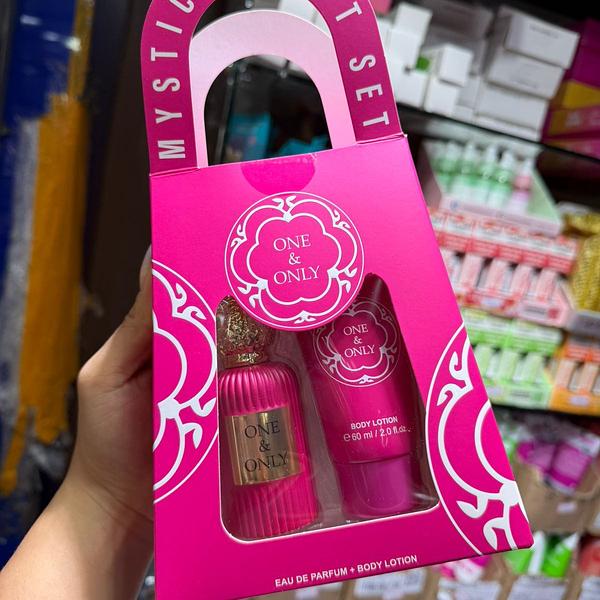 MYSTIC
T SET
ONE
&
ONLY
ONE
&
ONLY
BODY LOTION
℮60 ml / 2.0 fl.oz.
ONE
&
ONLY
EAU DE PARFUM + BODY LOTION